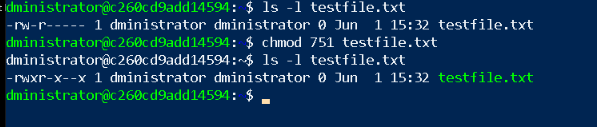 dministrator@c260cd9add14594: $ ls -l testfile.txt
-rw-r----- 1 dministrator dministrator 0 Jun  1 15:32 testfile.txt
dministrator@c260cd9add14594: $ chmod 751 testfile.txt
dministrator@c260cd9add14594:~$ ls -l testfile.txt
-rwxr-x--x 1 dministrator dministrator 0 Jun  1 15:32 testfile.txt
dministrator@c260cd9add14594: $